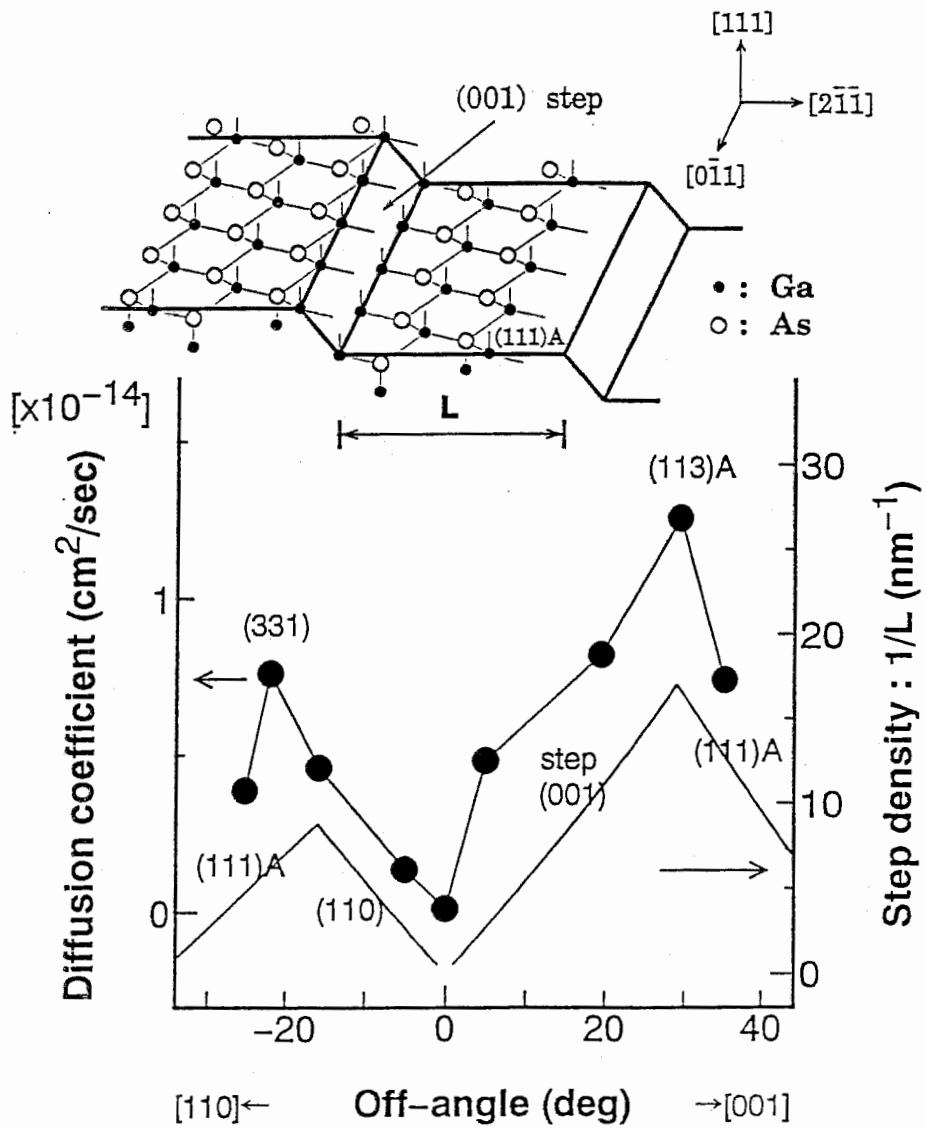 [111]
(001) step
[21̄1̄]
[01̄1]
• : Ga
○ : As
(111)A
L
[x10⁻¹⁴]
(113)A
30
1
(331)
20
step
(001)
(111)A
10
(111)A
(110)
0
0
Diffusion coefficient (cm²/sec)
Step density : 1/L (nm⁻¹)
−20 0 20 40
[110]← Off−angle (deg) →[001]